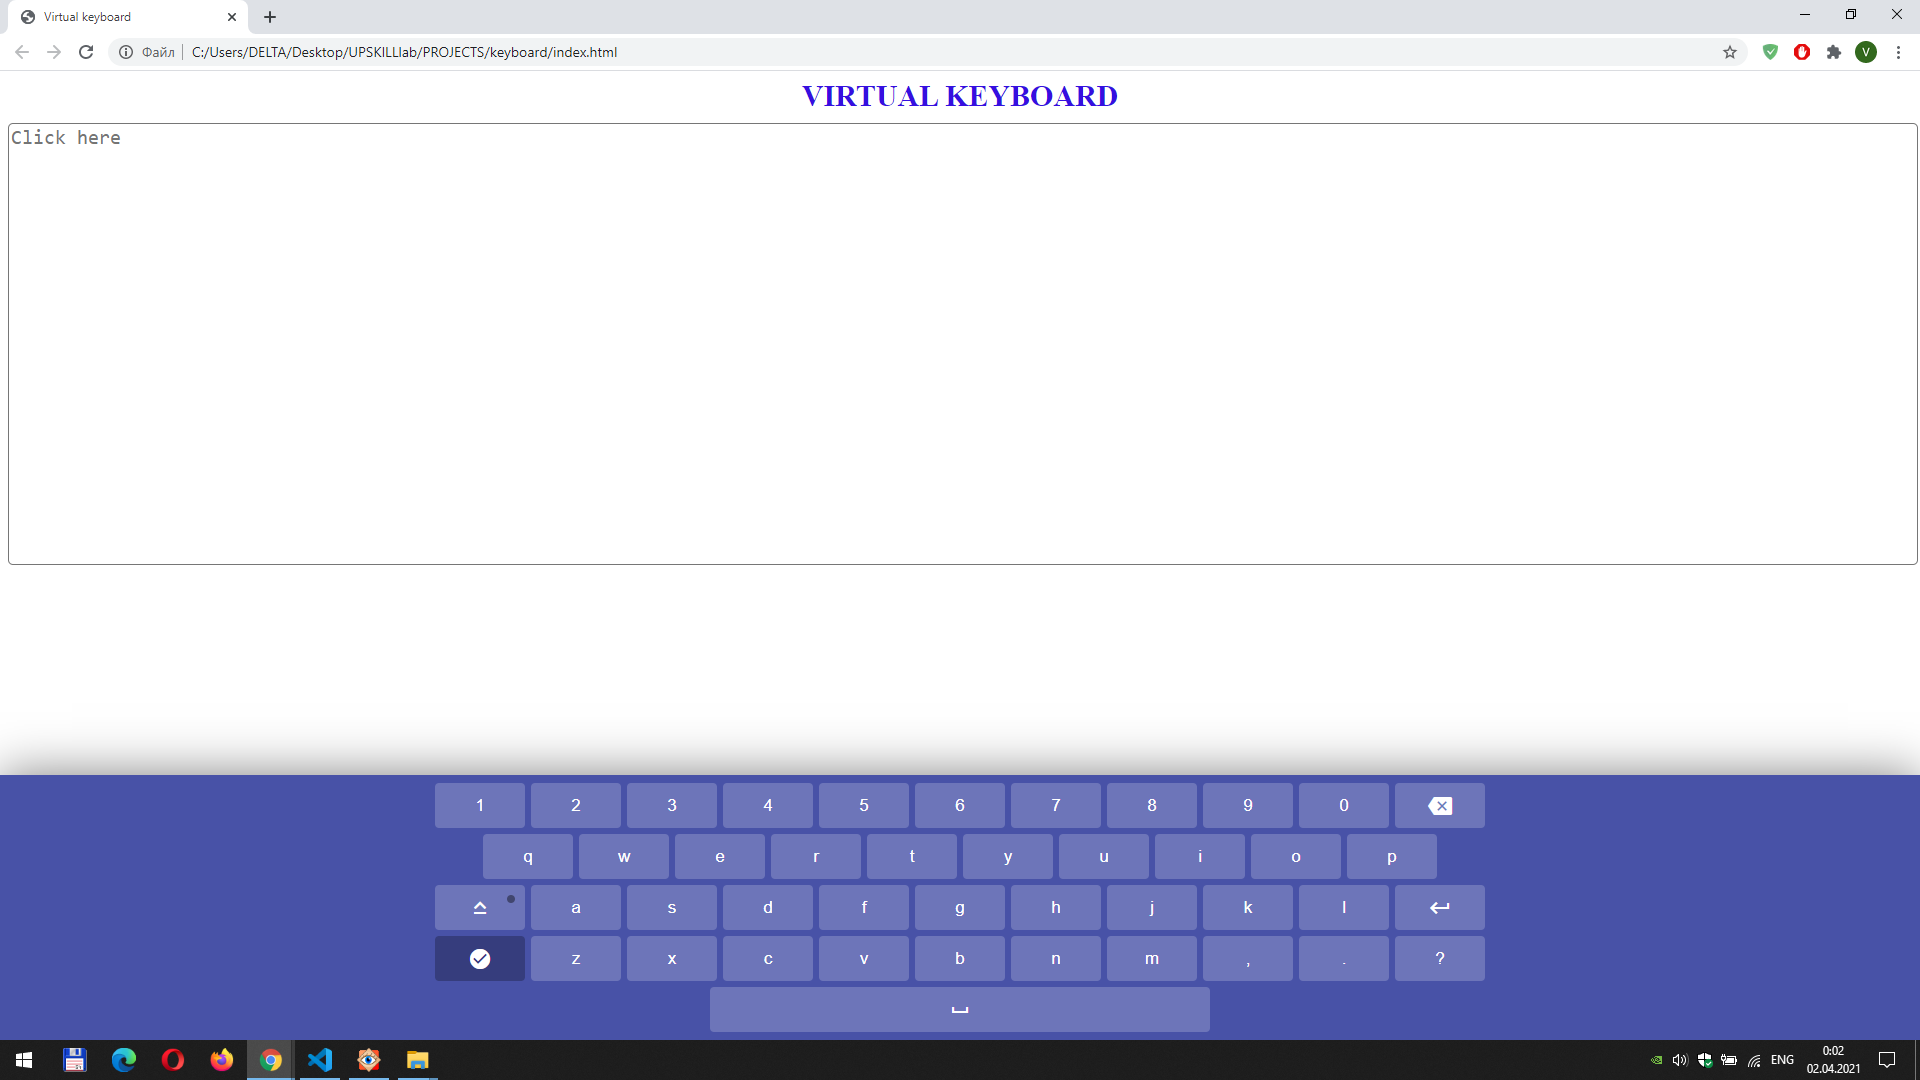 Virtual keyboard
Файл C:/Users/DELTA/Desktop/UPSKILLlab/PROJECTS/keyboard/index.html
V
VIRTUAL KEYBOARD
Click here
1 2 3 4 5 6 7 8 9 0
q w e r t y u i o p
a s d f g h j k l
z x c v b n m , . ?
ENG
0:02
02.04.2021